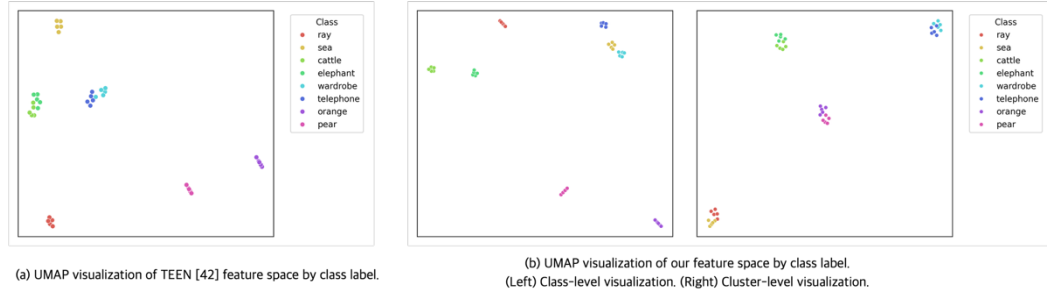 Class
ray
sea
cattle
elephant
wardrobe
telephone
orange
pear
Class
ray
sea
cattle
elephant
wardrobe
telephone
orange
pear
(a) UMAP visualization of TEEN [42] feature space by class label.
(b) UMAP visualization of our feature space by class label.
(Left) Class-level visualization. (Right) Cluster-level visualization.